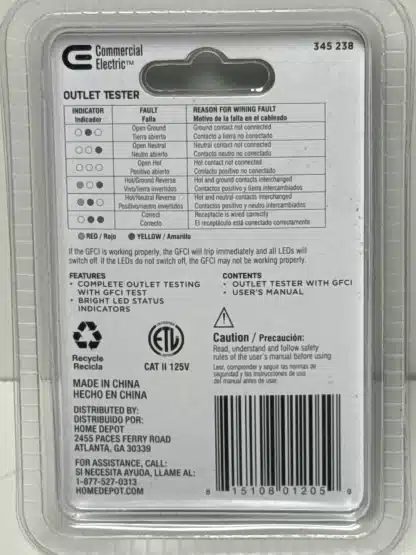 Commercial
Electric™
345 238
OUTLET TESTER
INDICATOR FAULT REASON FOR WIRING FAULT
Indicador Falla Motivo de la falla en el cableado
Open Ground Ground contact not connected
Tierra abierto Contacto a tierra no conectado
Open Neutral Neutral contact not connected
Neutro abierto Contacto neutro no conectado
Open Hot Hot contact not connected
Positivo abierto Contacto positivo no conectado
Hot/Ground Reverse Hot and ground contacts interchanged
Vivo/tierra invertidos Contactos positivo y tierra intercambiados
Hot/Neutral Reverse Hot and neutral contacts interchanged
Positivo/neutro invertidos Contactos positivo y neutro intercambiados
Correct Receptacle is wired correctly
Correcto El receptáculo está conectado correctamente
RED / Rojo YELLOW / Amarillo
If the GFCI is working properly, the GFCI will trip immediately and all LEDs will
switch off. if the LEDs do not switch off, the GFCI may not be working properly.
FEATURES
• COMPLETE OUTLET TESTING
WITH GFCI TEST
• BRIGHT LED STATUS
INDICATORS
CONTENTS
• OUTLET TESTER WITH GFCI
• USER'S MANUAL
Recycle
Recicla
ETL
CAT II 125V
Caution / Precaución:
Read, understand and follow safety
rules of the user's manual before using.
Leer, comprender y seguir las normas de
seguridad y las instrucciones de uso
del manual antes de usar.
MADE IN CHINA
HECHO EN CHINA
DISTRIBUTED BY:
DISTRIBUIDO POR:
HOME DEPOT
2455 PACES FERRY ROAD
ATLANTA, GA 30339
FOR ASSISTANCE, CALL:
SI NECESITA AYUDA, LLAME AL:
1-877-527-0313
HOMEDEPOT.COM
8 15108 01205 9